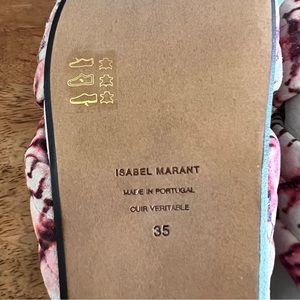 ISABEL MARANT
MADE IN PORTUGAL
CUIR VERITABLE
35